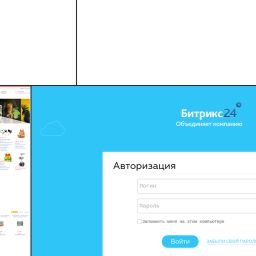 Битрикс24
Объединяет компанию
Авторизация
Логин
Пароль
Запомнить меня на этом компьютере
Войти
ЗАБЫЛИ СВОЙ ПАРОЛЬ